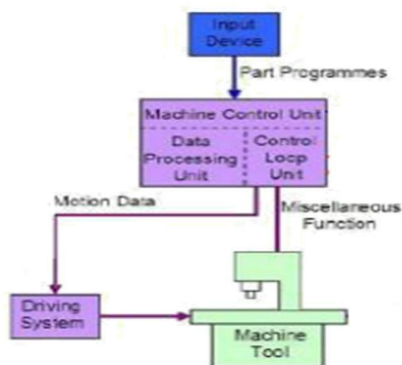 Input
Device
Part Programmes
Machine Control Unit
Data
Processing
Unit
Control
Loop
Unit
Motion Data
Miscellaneous
Function
Driving
System
Machine
Tool